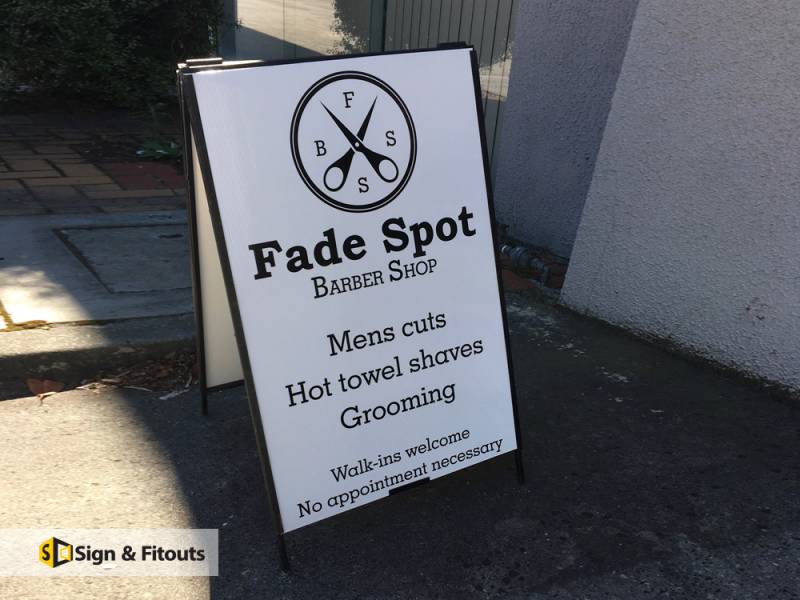 F
B S
S
Fade Spot
Barber Shop
Mens cuts
Hot towel shaves
Grooming
Walk-ins welcome
No appointment necessary
Sign & Fitouts